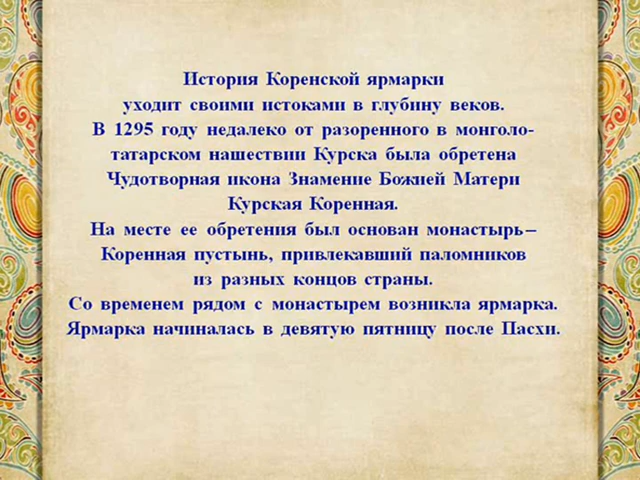 История Коренской ярмарки
уходит своими истоками в глубину веков.
В 1295 году недалеко от разоренного в монголо-
татарском нашествии Курска была обретена
Чудотворная икона Знамение Божией Матери
Курская Коренная.
На месте ее обретения был основан монастырь–
Коренная пустынь, привлекавший паломников
из разных концов страны.
Со временем рядом с монастырем возникла ярмарка.
Ярмарка начиналась в девятую пятницу после Пасхи.